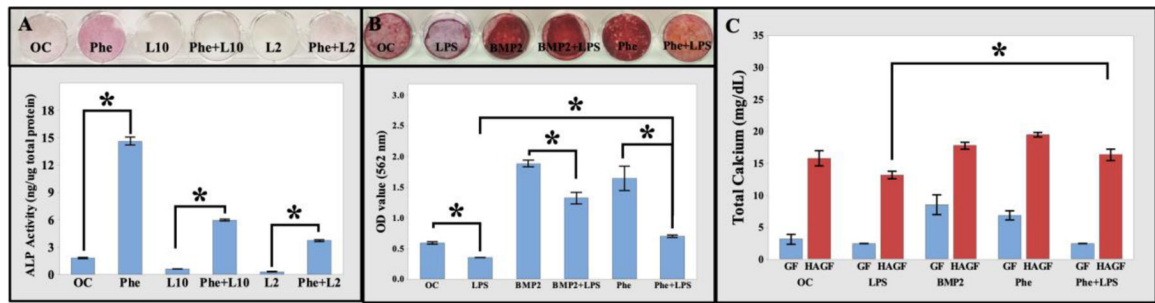 A
OC Phe L10 Phe+L10 L2 Phe+L2
ALP Activity (ng/ug total protein)
18
15
12
9
6
3
0
* * *
OC Phe L10 Phe+L10 L2 Phe+L2
B
OC LPS BMP2 BMP2+LPS Phe Phe+LPS
OD value (562 nm)
3.0
2.5
2.0
1.5
1.0
0.5
0.0
* * * *
OC LPS BMP2 BMP2+LPS Phe Phe+LPS
C
Total Calcium (mg/dL)
35
30
25
20
15
10
5
0
*
GF HAGF GF HAGF GF HAGF GF HAGF GF HAGF
OC LPS BMP2 Phe Phe+LPS